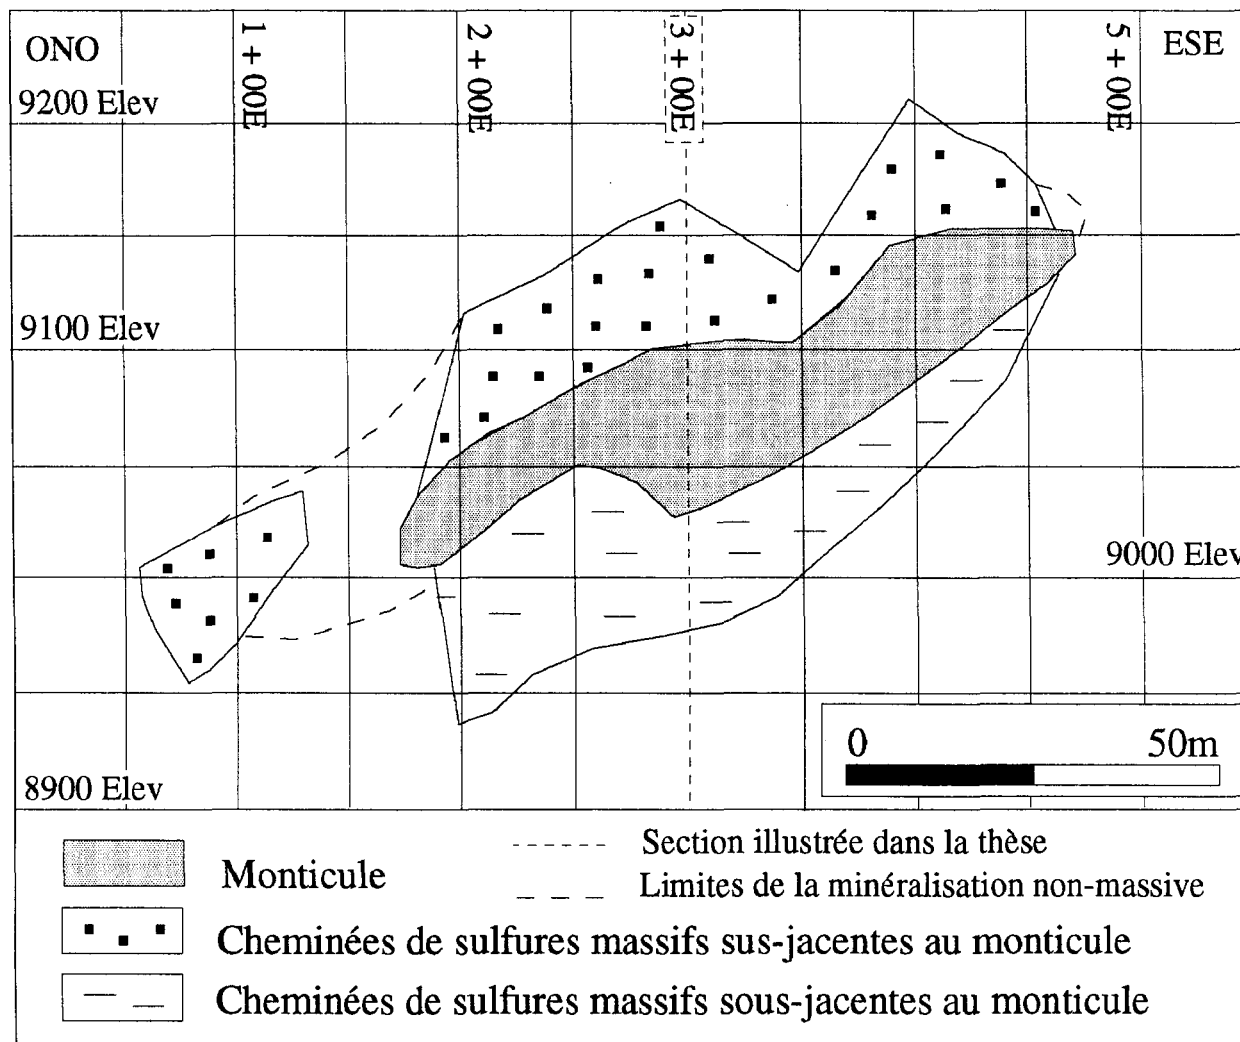 ONO
1 + 00E
2 + 00E
3 + 00E
5 + 00E
ESE
9200 Elev
9100 Elev
9000 Elev
8900 Elev
0 50m
Monticule
Section illustrée dans la thèse
Limites de la minéralisation non-massive
Cheminées de sulfures massifs sus-jacentes au monticule
Cheminées de sulfures massifs sous-jacentes au monticule